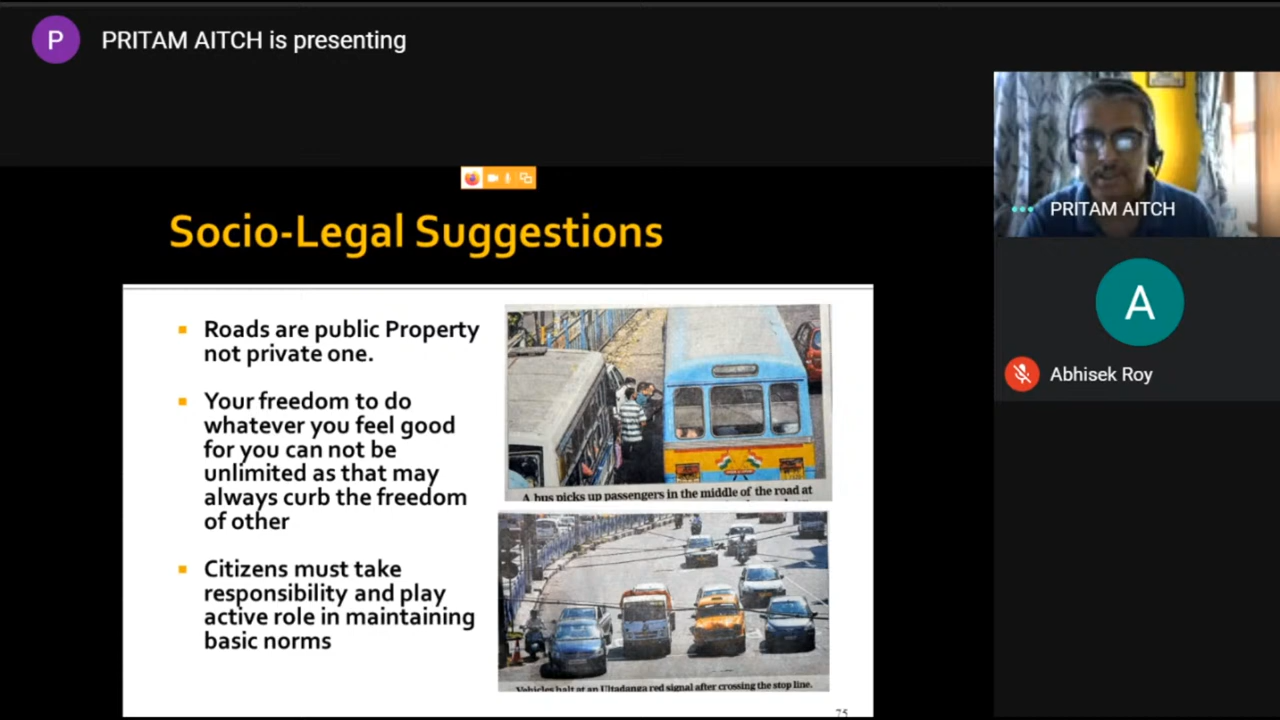 P
PRITAM AITCH is presenting
Socio-Legal Suggestions
Roads are public Property
not private one.
Your freedom to do
whatever you feel good
for you can not be
unlimited as that may
always curb the freedom
of other
Citizens must take
responsibility and play
active role in maintaining
basic norms
A bus picks up passengers in the middle of the road at
Vehicles halt at an Ultadanga red signal after crossing the stop line.
75
PRITAM AITCH
A
Abhisek Roy